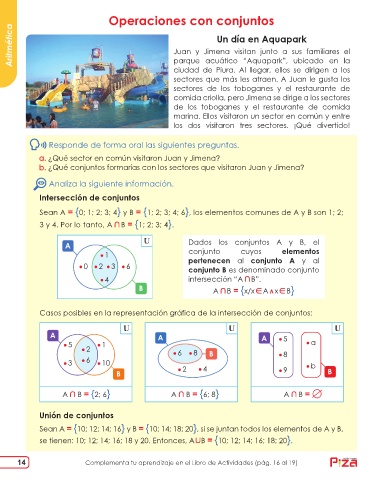 Aritmética
Operaciones con conjuntos
Un día en Aquapark
Juan y Jimena visitan junto a sus familiares el
parque acuático “Aquapark”, ubicado en la
ciudad de Piura. Al llegar, ellos se dirigen a los
sectores que más les atraen. A Juan le gusta los
sectores de los toboganes y el restaurante de
comida criolla, pero Jimena se dirige a los sectores
de los toboganes y el restaurante de comida
marina. Ellos visitaron un sector en común y entre
los dos visitaron tres sectores. ¡Qué divertido!
Responde de forma oral las siguientes preguntas.
a. ¿Qué sector en común visitaron Juan y Jimena?
b. ¿Qué conjuntos formarías con los sectores que visitaron Juan y Jimena?
Analiza la siguiente información.
Intersección de conjuntos
Sean A = {0; 1; 2; 3; 4} y B = {1; 2; 3; 4; 6}, los elementos comunes de A y B son 1; 2;
3 y 4. Por lo tanto, A ∩ B = {1; 2; 3; 4}.
A U
1
0 2 3 6
4
B
Dados los conjuntos A y B, el
conjunto cuyos elementos
pertenecen al conjunto A y al
conjunto B es denominado conjunto
intersección “A ∩ B”.
A ∩ B = {x/x ∈ A ∧ x ∈ B}
Casos posibles en la representación gráfica de la intersección de conjuntos:
U
A
5 2 1
3 6 10
B
A ∩ B = {2; 6}
U
A
6 8 B
2 4
A ∩ B = {6; 8}
U
A 5 a
8
9 b
B
A ∩ B = ∅
Unión de conjuntos
Sean A = {10; 12; 14; 16} y B = {10; 14; 18; 20}, si se juntan todos los elementos de A y B,
se tienen: 10; 12; 14; 16; 18 y 20. Entonces, A∪B = {10; 12; 14; 16; 18; 20}.
14 Complementa tu aprendizaje en el Libro de Actividades (pág. 16 al 19)